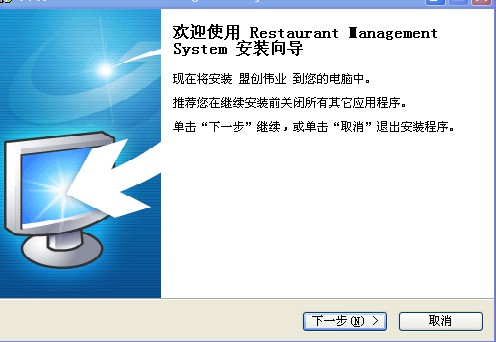 欢迎使用 Restaurant Management
System 安装向导
现在将安装 盟创伟业 到您的电脑中。
推荐您在继续安装前关闭所有其它应用程序。
单击“下一步”继续，或单击“取消”退出安装程序。
下一步(N) >
取消